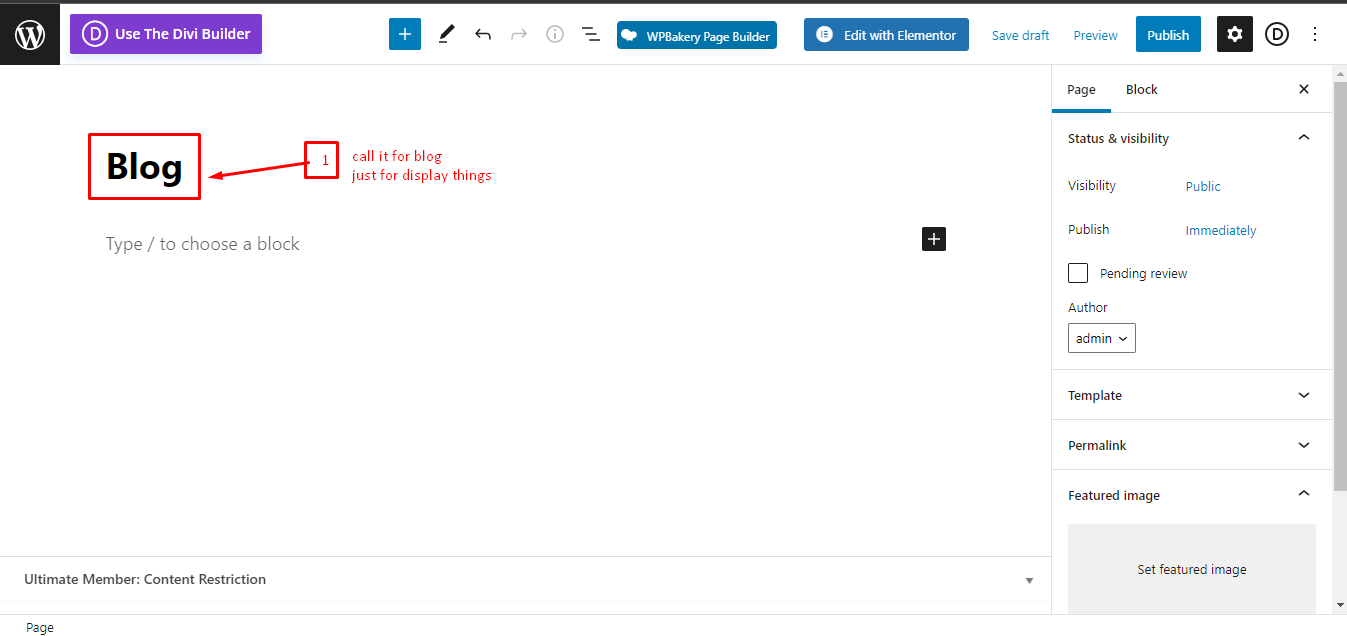 Use The Divi Builder
WPBakery Page Builder
Edit with Elementor
Save draft
Preview
Publish
Page
Block
Status & visibility
Blog
1
call it for blog
just for display things
Visibility
Public
Type / to choose a block
Publish
Immediately
Pending review
Author
admin
Template
Permalink
Featured image
Set featured image
Ultimate Member: Content Restriction
Page